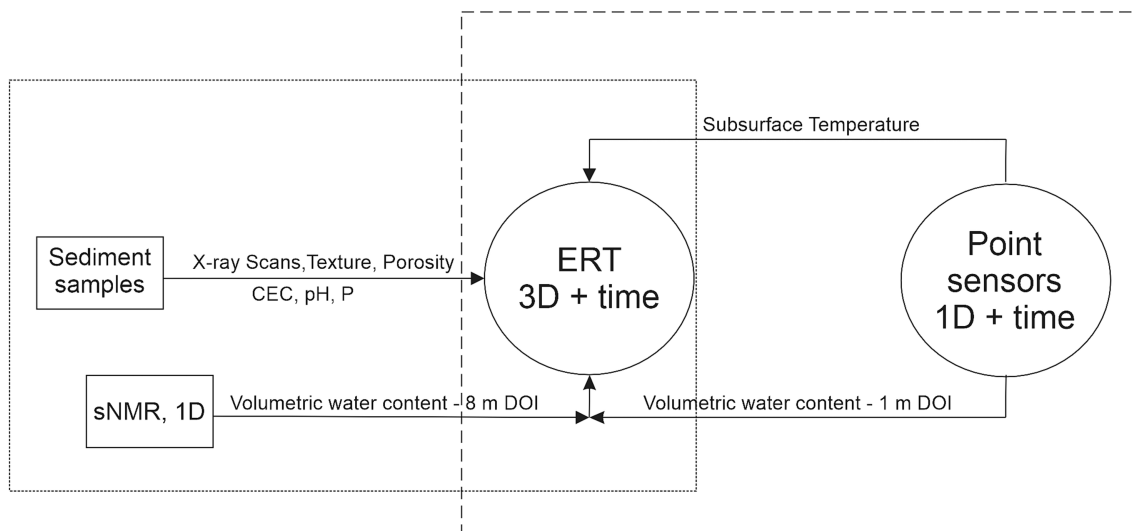 Subsurface Temperature
Sediment
samples
X-ray Scans,Texture, Porosity
CEC, pH, P
ERT
3D + time
Point
sensors
1D + time
sNMR, 1D
Volumetric water content - 8 m DOI
Volumetric water content - 1 m DOI